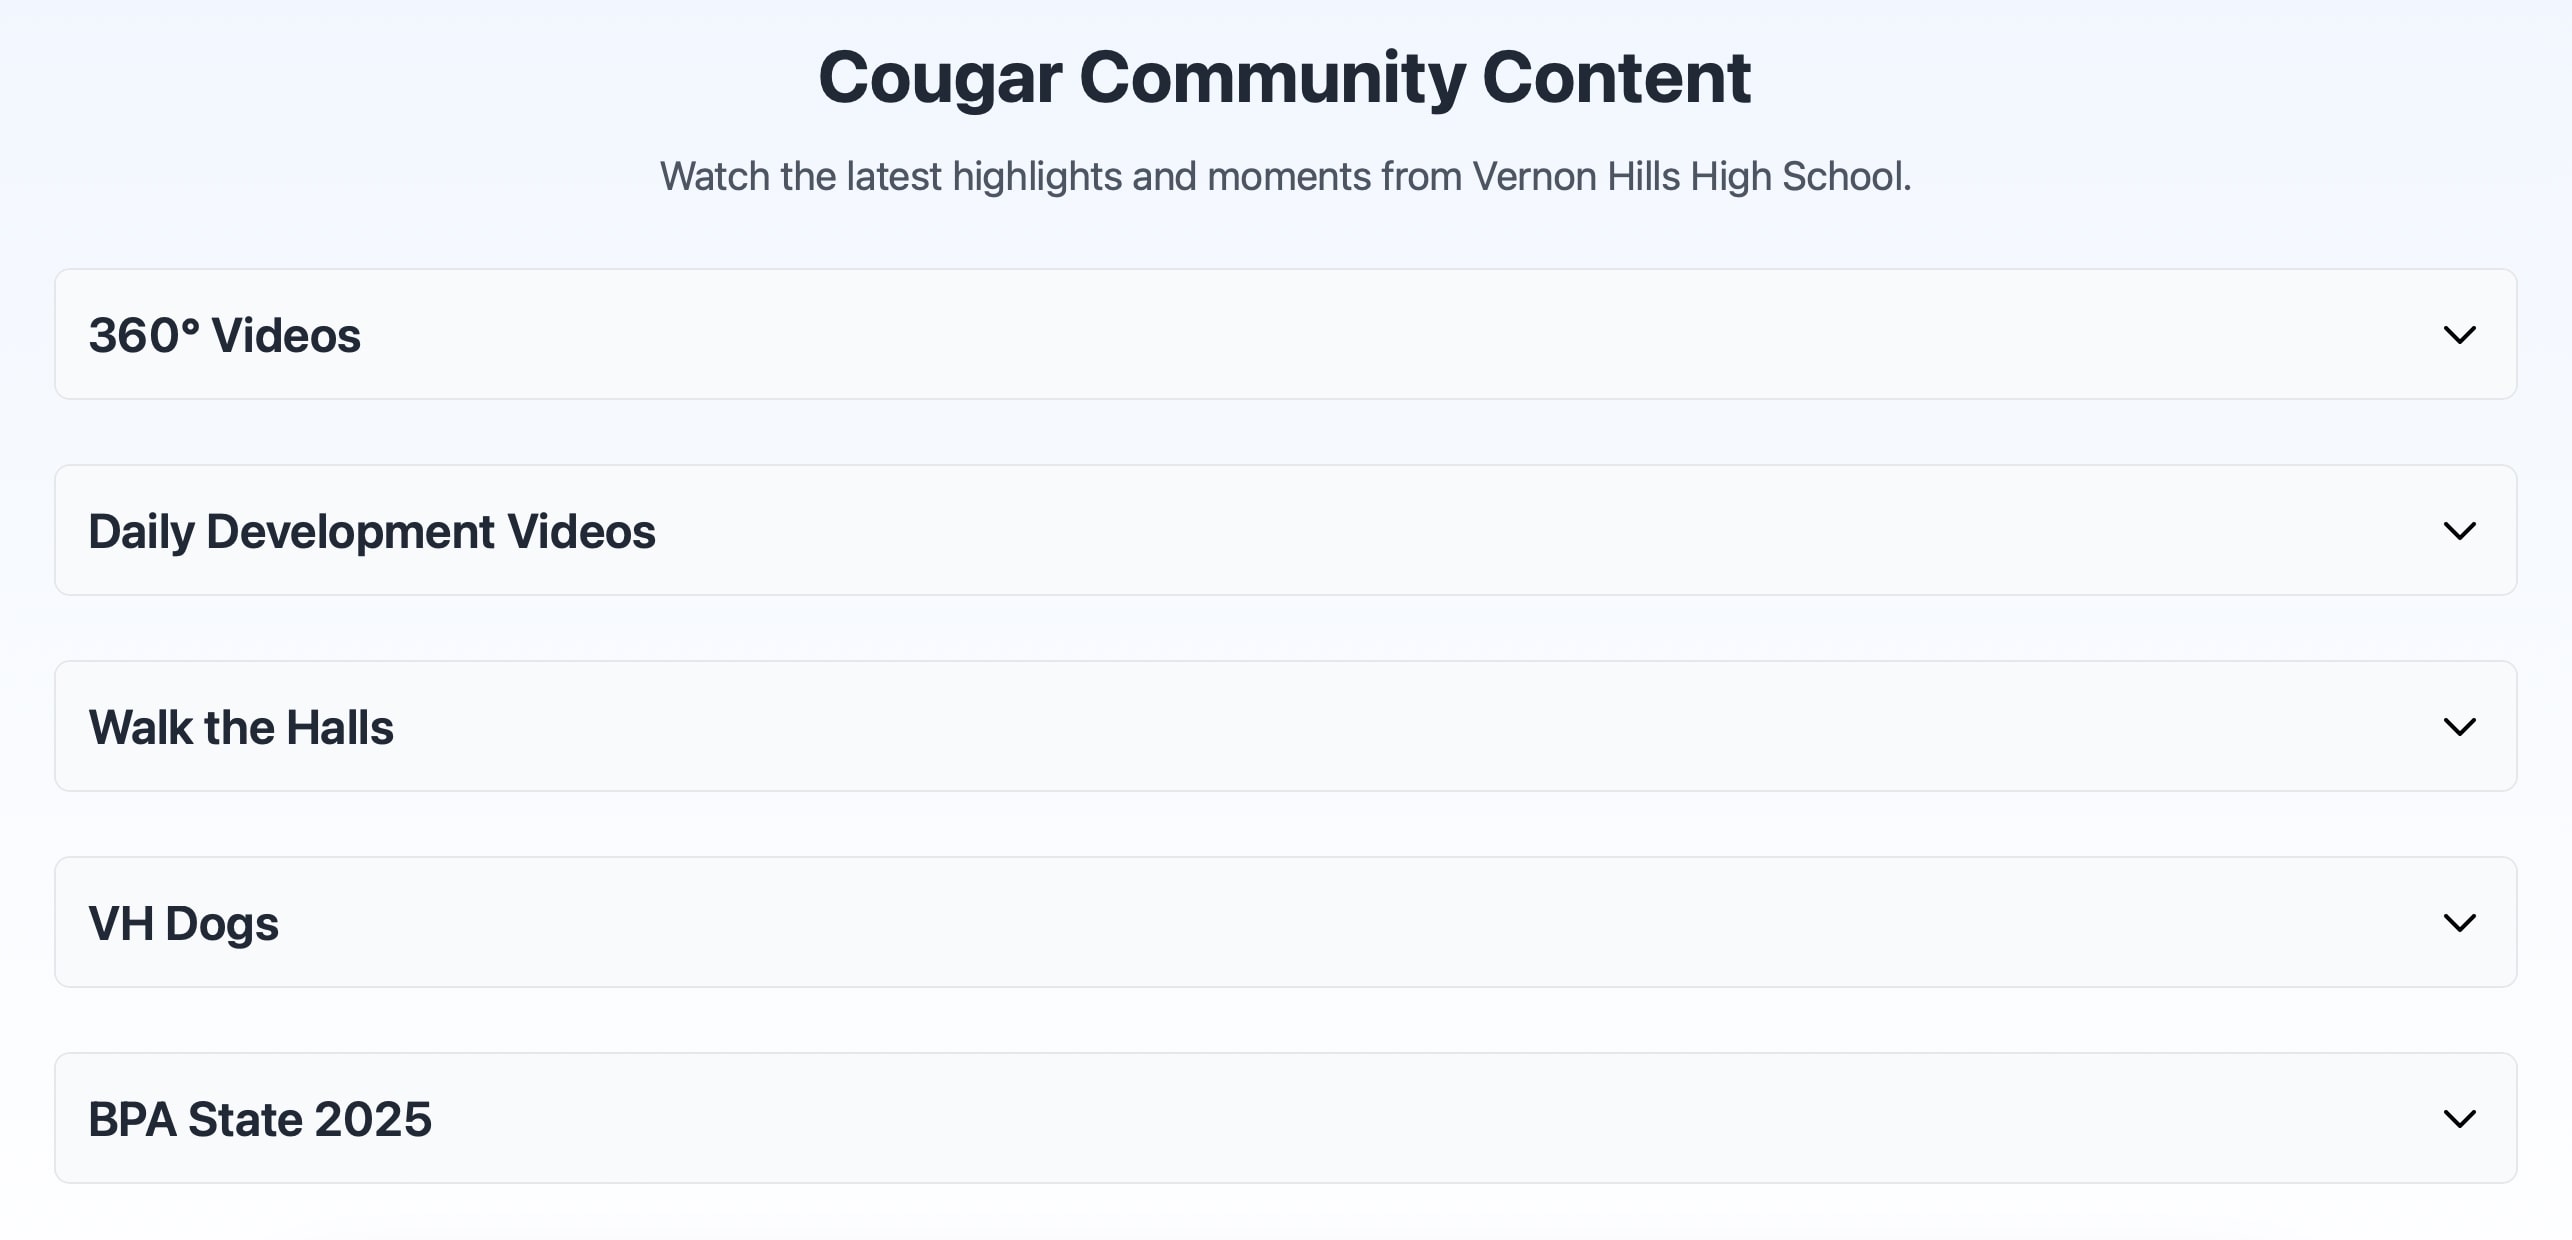 Cougar Community Content
Watch the latest highlights and moments from Vernon Hills High School.
360° Videos
Daily Development Videos
Walk the Halls
VH Dogs
BPA State 2025